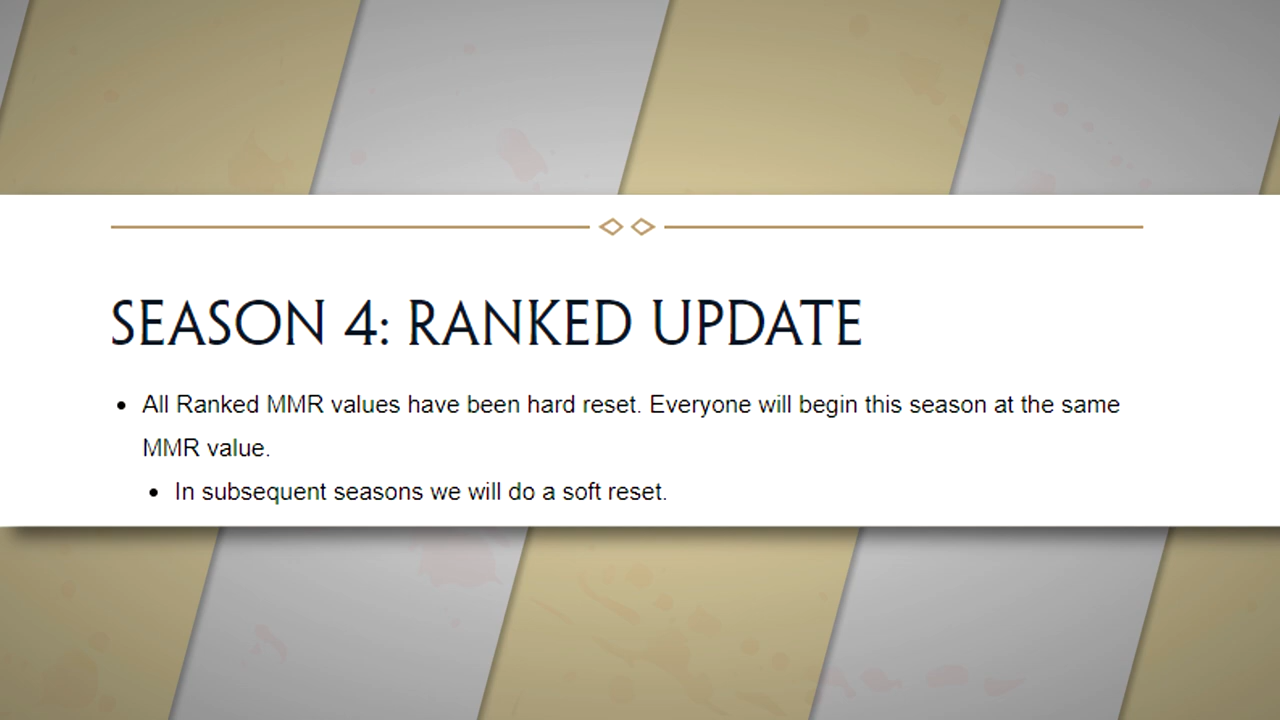 SEASON 4: RANKED UPDATE
• All Ranked MMR values have been hard reset. Everyone will begin this season at the same
MMR value.
• In subsequent seasons we will do a soft reset.